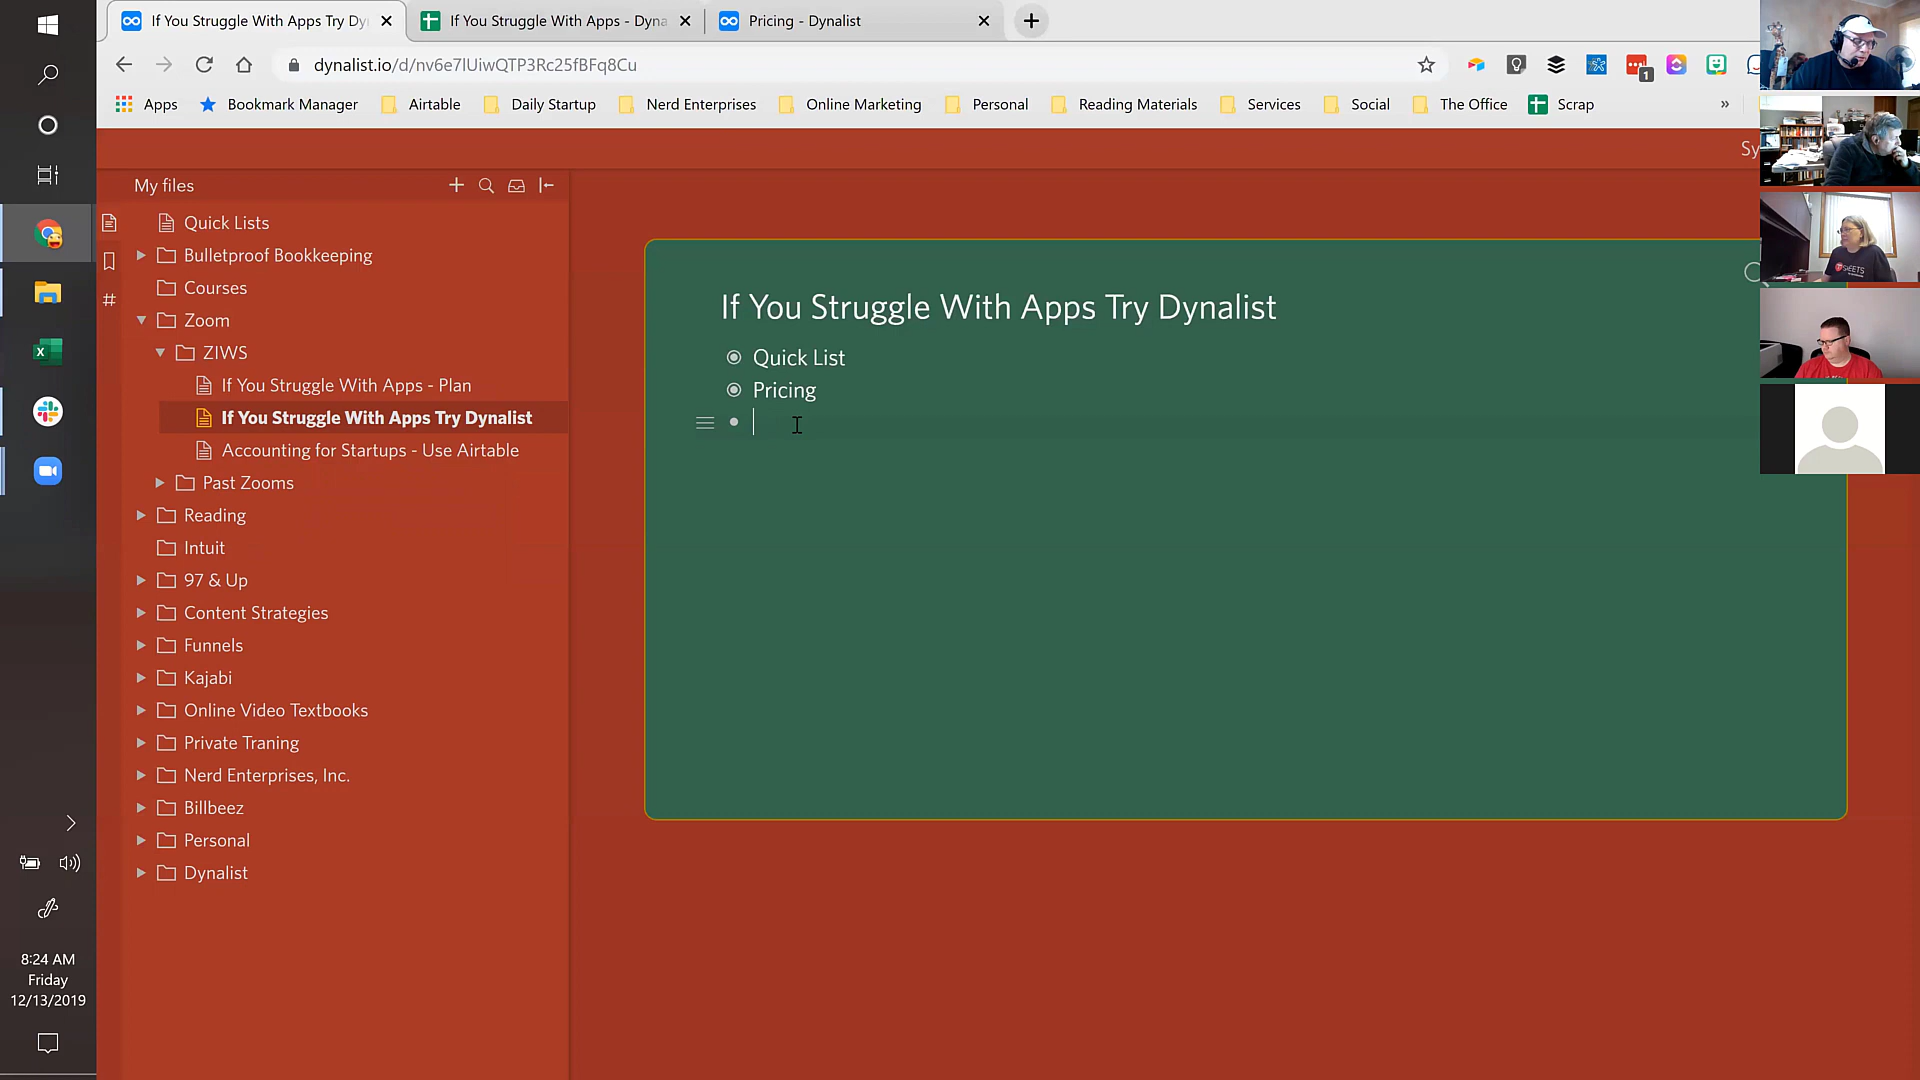 If You Struggle With Apps Try Dy
If You Struggle With Apps - Dyna
Pricing - Dynalist
dynalist.io/d/nv6e7lUiwQTP3Rc25fBFq8Cu
1
Apps
Bookmark Manager
Airtable
Daily Startup
Nerd Enterprises
Online Marketing
Personal
Reading Materials
Services
Social
The Office
Scrap
»
Sy
My files
Quick Lists
Bulletproof Bookkeeping
Courses
Zoom
ZIWS
If You Struggle With Apps - Plan
If You Struggle With Apps Try Dynalist
Accounting for Startups - Use Airtable
Past Zooms
Reading
Intuit
97 & Up
Content Strategies
Funnels
Kajabi
Online Video Textbooks
Private Traning
Nerd Enterprises, Inc.
Billbeez
Personal
Dynalist
If You Struggle With Apps Try Dynalist
Quick List
Pricing
8:24 AM
Friday
12/13/2019